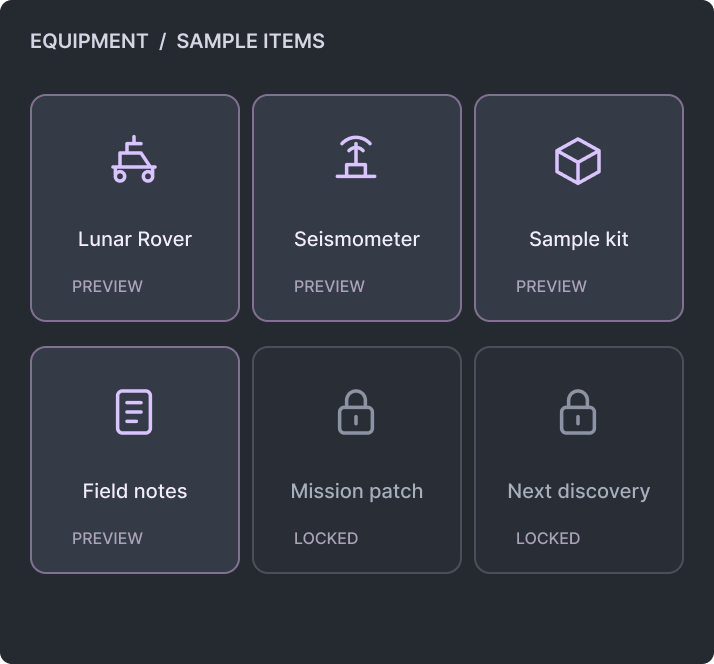 EQUIPMENT / SAMPLE ITEMS
Lunar Rover
PREVIEW
Seismometer
PREVIEW
Sample kit
PREVIEW
Field notes
PREVIEW
Mission patch
LOCKED
Next discovery
LOCKED